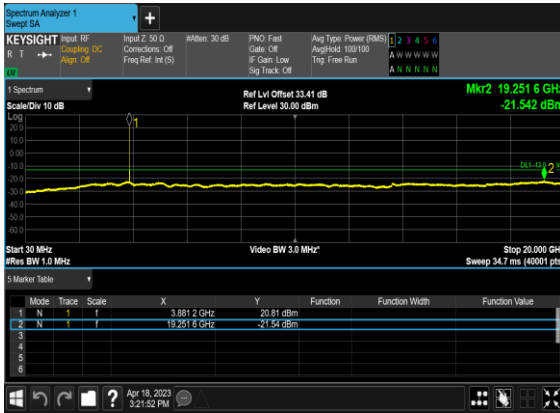 Spectrum Analyzer 1
Swept SA
KEYSIGHT
R T
Input: RF
Coupling: DC
Align: Off
Input Z: 50 Ω
Corrections: Off
Freq Ref: Int (S)
#Atten: 30 dB
PNO: Fast
Gate: Off
IF Gain: Low
Sig Track: Off
Avg Type: Power (RMS)
Avg|Hold: 100/100
Trig: Free Run
1 2 3 4 5 6
A W W W W W
A N N N N N
1 Spectrum
Scale/Div 10 dB
Ref Lvl Offset 33.41 dB
Ref Level 30.00 dBm
Mkr2 19.251 6 GHz
-21.542 dBm
Log
20.0
10.0
0.00
-10.0
-20.0
-30.0
-40.0
-50.0
-60.0
1
2
Start 30 MHz
#Res BW 1.0 MHz
Video BW 3.0 MHz*
Stop 20.000 GHz
Sweep 34.7 ms (40001 pts)
5 Marker Table
Mode Trace Scale X Y Function Function Width Function Value
1 N 1 f 3.881 2 GHz 20.81 dBm
2 N 1 f 19.251 6 GHz -21.54 dBm
3
4
5
6
?
Apr 18, 2023
3:21:52 PM